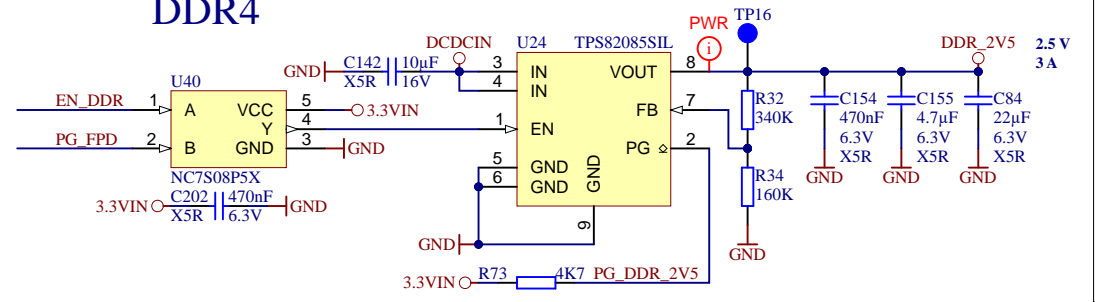 DDR4
TP16
PWR
i
DCDCIN
U24
TPS82085SIL
DDR_2V5
2.5 V
3 A
GND
C142
10µF
X5R
16V
3
IN
4
IN
VOUT
8
U40
EN_DDR
1
A
VCC
5
3.3VIN
Y
4
PG_FPD
2
B
GND
3
GND
NC7S08P5X
1
EN
FB
7
PG
2
5
GND
6
GND
GND
9
R32
340K
R34
160K
GND
C154
470nF
6.3V
X5R
GND
C155
4.7µF
6.3V
X5R
GND
C84
22µF
6.3V
X5R
GND
3.3VIN
C202
470nF
X5R
6.3V
GND
GND
3.3VIN
R73
4K7
PG_DDR_2V5